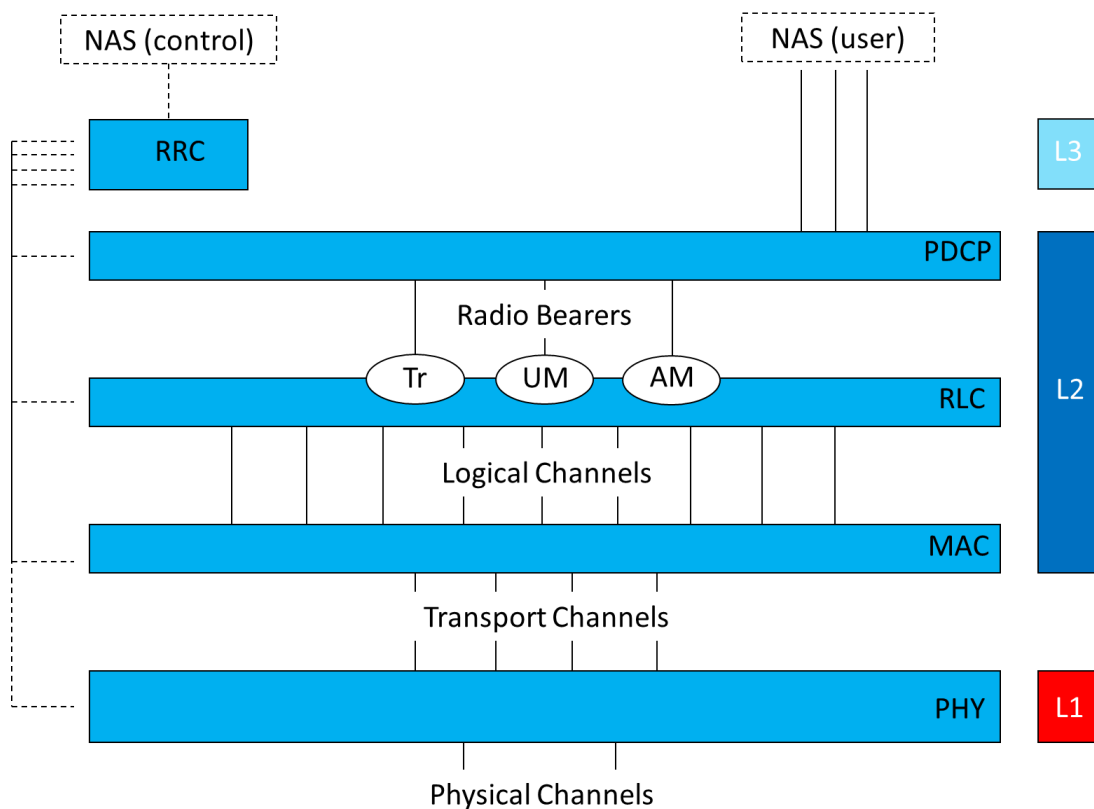 NAS (control)
NAS (user)
RRC
L3
PDCP
Radio Bearers
Tr
UM
AM
RLC
L2
Logical Channels
MAC
Transport Channels
PHY
L1
Physical Channels